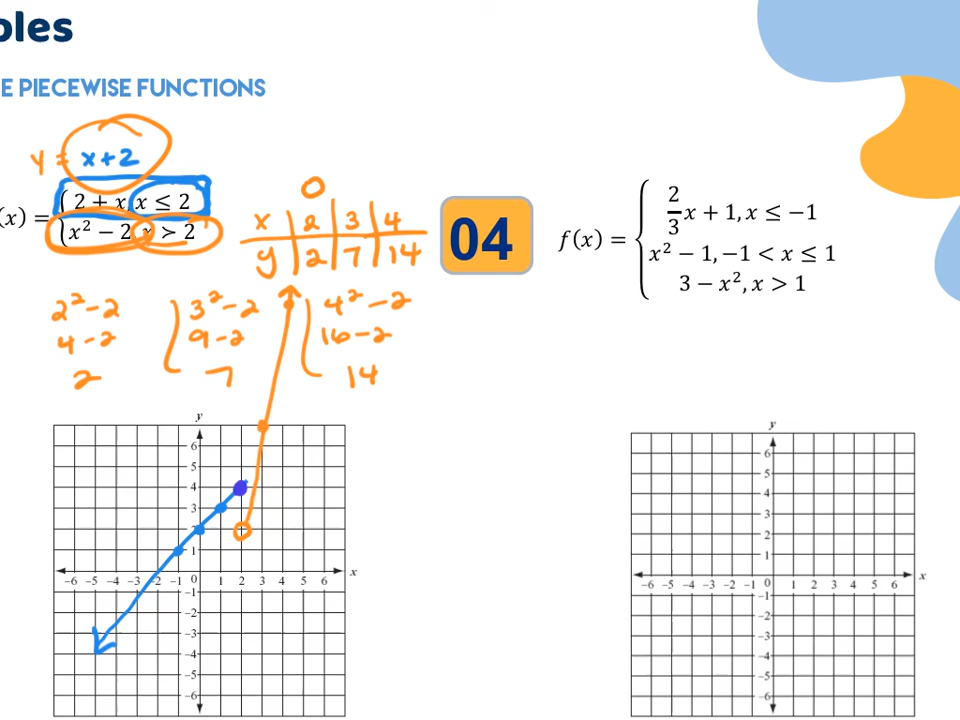 oles
E PIECEWISE FUNCTIONS
y = x+2
(x) = { 2 + x, x ≤ 2
x² − 2, x > 2
O
x | 2 | 3 | 4
y | 2 | 7 | 14
2²-2
4-2
2
3²-2
9-2
7
4²-2
16-2
14
04
f(x) = { 2/3 x + 1, x ≤ −1
x² − 1, −1 < x ≤ 1
3 − x², x > 1
y
6
5
4
3
2
1
-6 -5 -4 -3 -2 -1 0 1 2 3 4 5 6 x
-1
-2
-3
-4
-5
-6
y
6
5
4
3
2
1
-6 -5 -4 -3 -2 -1 0 1 2 3 4 5 6 x
-1
-2
-3
-4
-5
-6